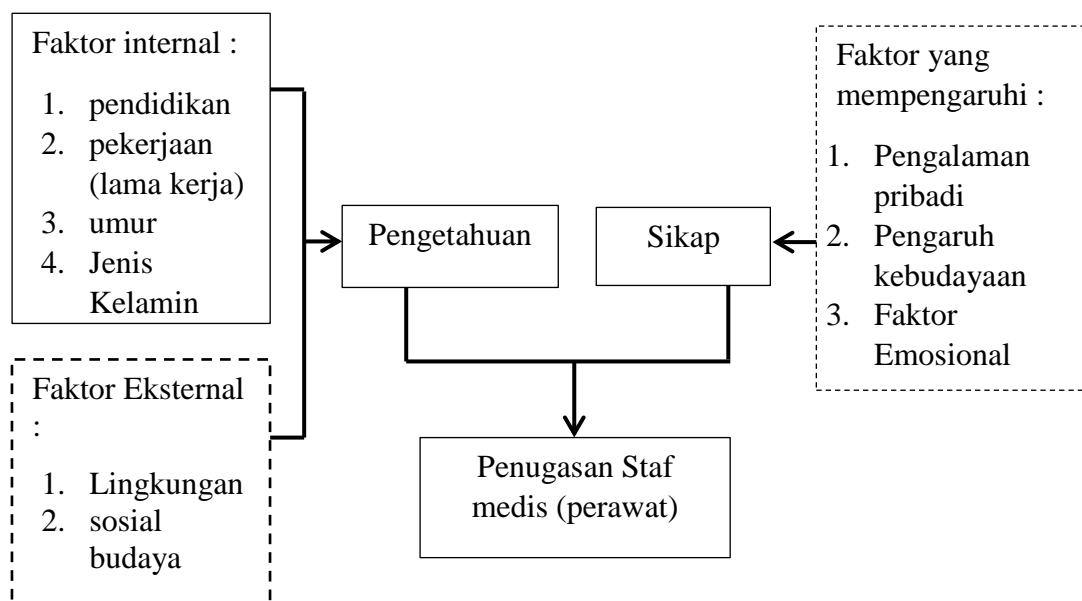 Faktor internal :
1. pendidikan
2. pekerjaan
(lama kerja)
3. umur
4. Jenis
Kelamin
Faktor Eksternal
:
1. Lingkungan
2. sosial
budaya
Pengetahuan
Sikap
Penugasan Staf
medis (perawat)
Faktor yang
mempengaruhi :
1. Pengalaman
pribadi
2. Pengaruh
kebudayaan
3. Faktor
Emosional